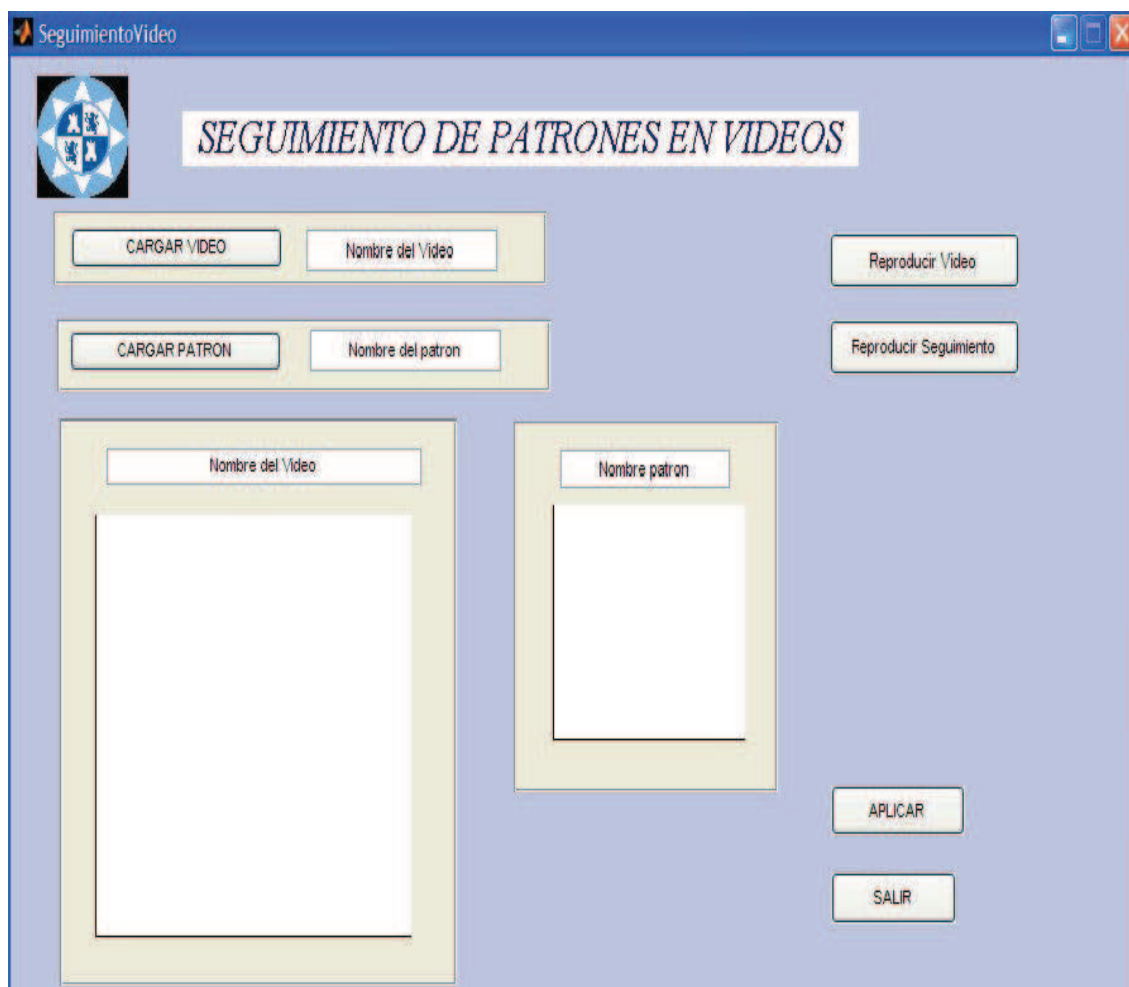 SeguimientoVideo
SEGUIMIENTO DE PATRONES EN VIDEOS
CARGAR VIDEO
Nombre del Video
Reproducir Video
CARGAR PATRON
Nombre del patron
Reproducir Seguimiento
Nombre del Video
Nombre patron
APLICAR
SALIR